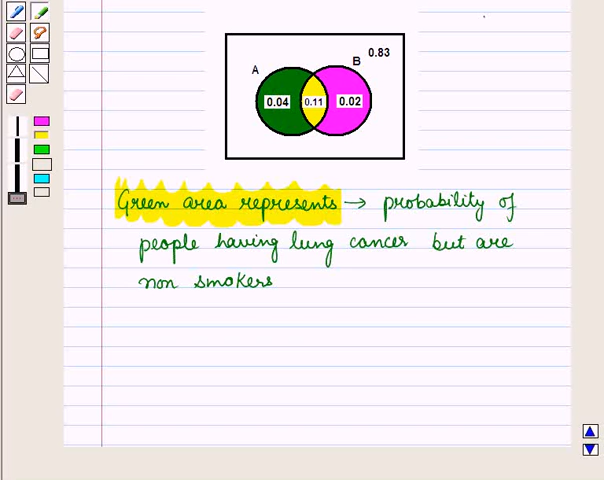 0.83
A
B
0.04
0.11
0.02
Green area represents → probability of
people having lung cancer but are
non smokers